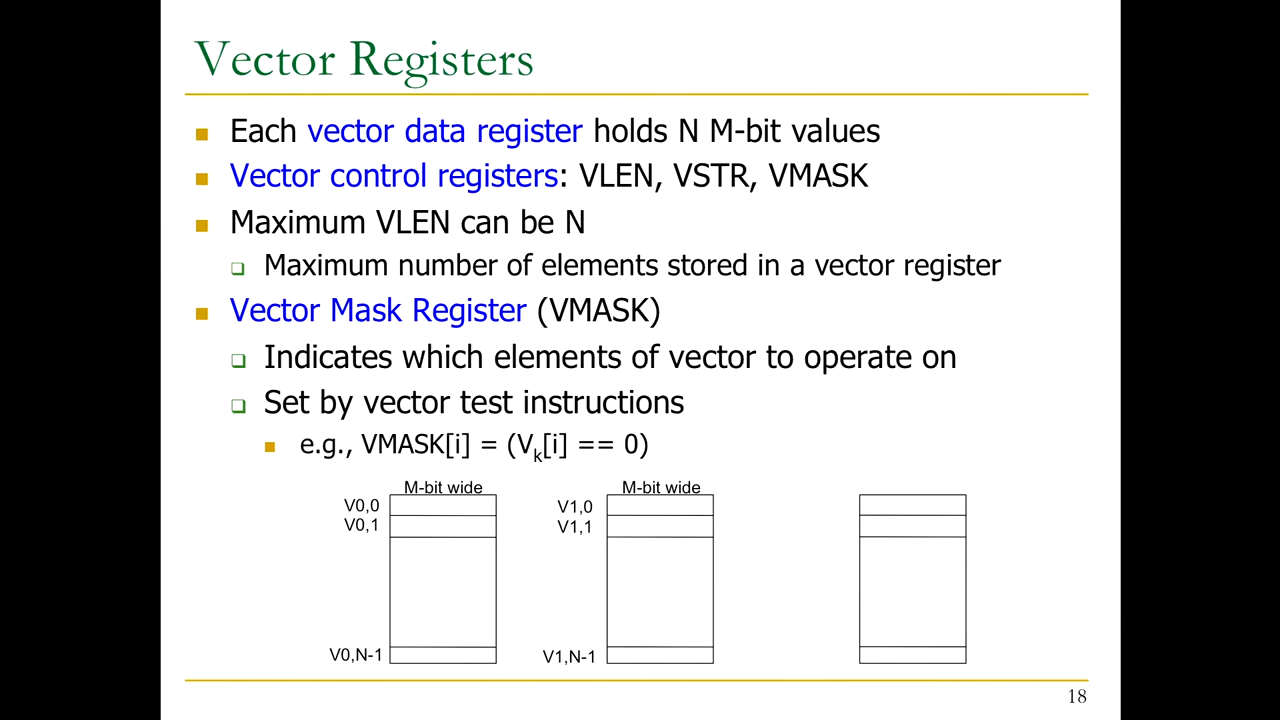 Vector Registers
Each vector data register holds N M-bit values
Vector control registers: VLEN, VSTR, VMASK
Maximum VLEN can be N
Maximum number of elements stored in a vector register
Vector Mask Register (VMASK)
Indicates which elements of vector to operate on
Set by vector test instructions
e.g., VMASK[i] = (Vk[i] == 0)
M-bit wide
V0,0
V0,1
V0,N-1
M-bit wide
V1,0
V1,1
V1,N-1
18